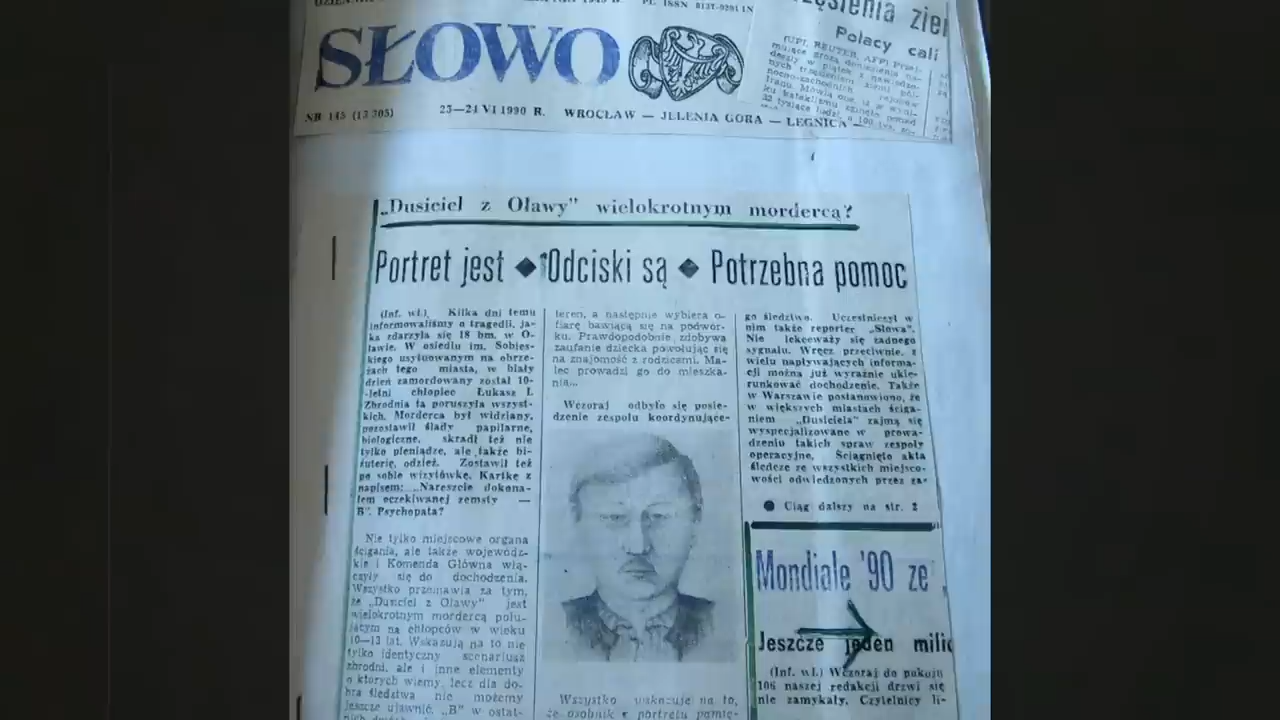 SŁOWO
NR 145 (13 305) 23—24 VI 1990 R. WROCŁAW — JELENIA GÓRA — LEGNICA —
Polacy cali
(UPI, REUTER, AFP)
„Dusiciel z Oławy” wielokrotnym mordercą?
Portret jest ◆ Odciski są ◆ Potrzebna pomoc
(Inf. wł.) Kilka dni temu
informowaliśmy o tragedii, ja-
ka zdarzyła się 18 bm. w O-
ławie. W osiedlu im. Sobies-
kiego usytuowanym na obrze-
żach tego miasta, w biały
dzień zamordowany został 10-
-letni chłopiec Łukasz I.
Zbrodnia ta poruszyła wszyst-
kich. Morderca był widziany,
pozostawił ślady papilarne,
biologiczne, skradł też nie
tylko pieniądze, ale także bi-
żuterię, odzież. Zostawił też
po sobie wizytówkę. Kartkę z
napisem: „Nareszcie dokona-
łem oczekiwanej zemsty —
B”. Psychopata?
Nie tylko miejscowe organa
ścigania, ale także wojewódz-
kie i Komenda Główna włą-
czyły się do dochodzenia.
Wszystko przemawia za tym,
że „Dusiciel z Oławy” jest
wielokrotnym mordercą polu-
jącym na chłopców w wieku
10—13 lat. Wskazują na to nie
tylko identyczny scenariusz
zbrodni, ale i inne elementy
o których wiemy, lecz dla do-
bra śledztwa nie możemy
jeszcze ujawnić. „B” w ostat-
teren, a następnie wybiera o-
fiarę bawiącą się na podwór-
ku. Prawdopodobnie zdobywa
zaufanie dziecka powołując się
na znajomość z rodzicami. Ma-
lec prowadzi go do mieszka-
nia...
Wczoraj odbyło się posie-
dzenie zespołu koordynujące-
Wszystko wskazuje na to,
że osobnik z portretu pamię-
go śledztwo. Uczestniczył w
nim także reporter „Słowa”.
Nie lekceważy się żadnego
sygnału. Wręcz przeciwnie, z
wielu napływających informa-
cji można już wyraźnie ukie-
runkować dochodzenie. Także
w Warszawie postanowiono, że
w większych miastach ściga-
niem „Dusiciela” zajmą się
wyspecjalizowane w prowa-
dzeniu takich spraw zespoły
operacyjne. Ściągnięto akta
śledcze ze wszystkich miejsco-
wości odwiedzonych przez za-
● Ciąg dalszy na str. 2
Mondiale '90 ze
Jeszcze jeden milic
(Inf. wł.) Wczoraj do pokoju
106 naszej redakcji drzwi się
nie zamykały. Czytelnicy li-